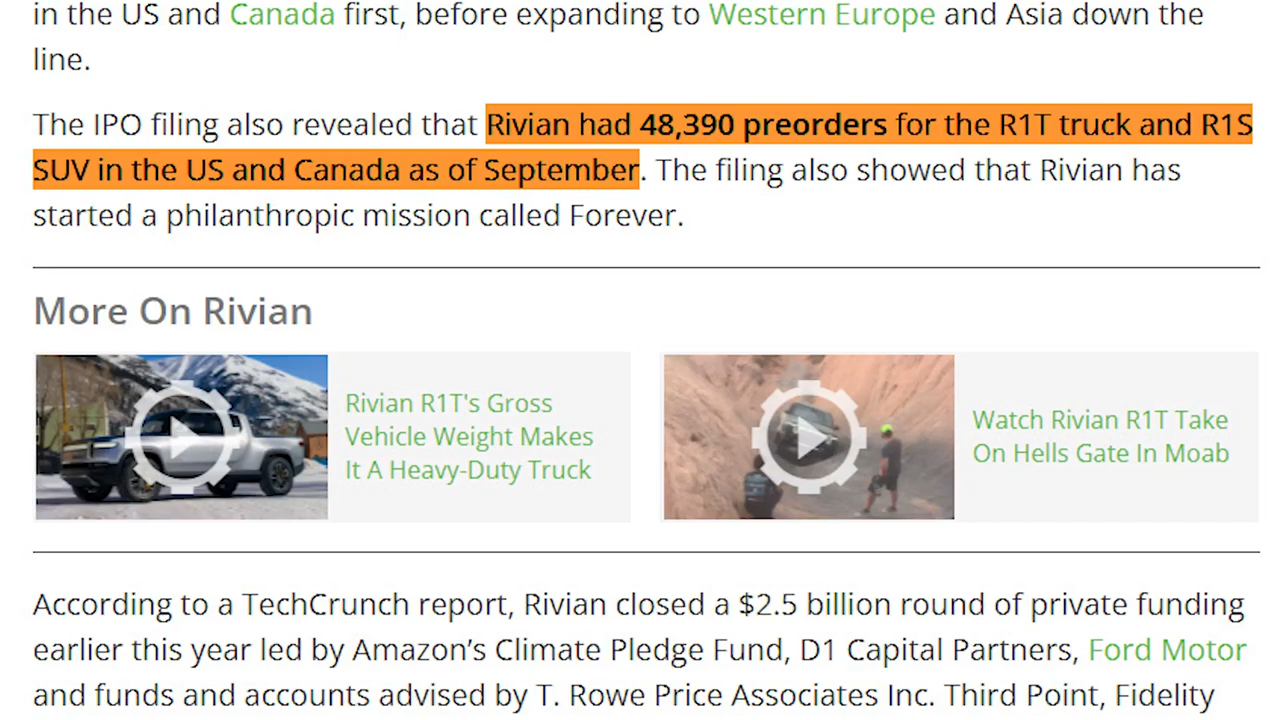 in the US and Canada first, before expanding to Western Europe and Asia down the
line.
The IPO filing also revealed that Rivian had 48,390 preorders for the R1T truck and R1S
SUV in the US and Canada as of September. The filing also showed that Rivian has
started a philanthropic mission called Forever.
More On Rivian
Rivian R1T's Gross
Vehicle Weight Makes
It A Heavy-Duty Truck
Watch Rivian R1T Take
On Hells Gate In Moab
According to a TechCrunch report, Rivian closed a $2.5 billion round of private funding
earlier this year led by Amazon’s Climate Pledge Fund, D1 Capital Partners, Ford Motor
and funds and accounts advised by T. Rowe Price Associates Inc. Third Point, Fidelity